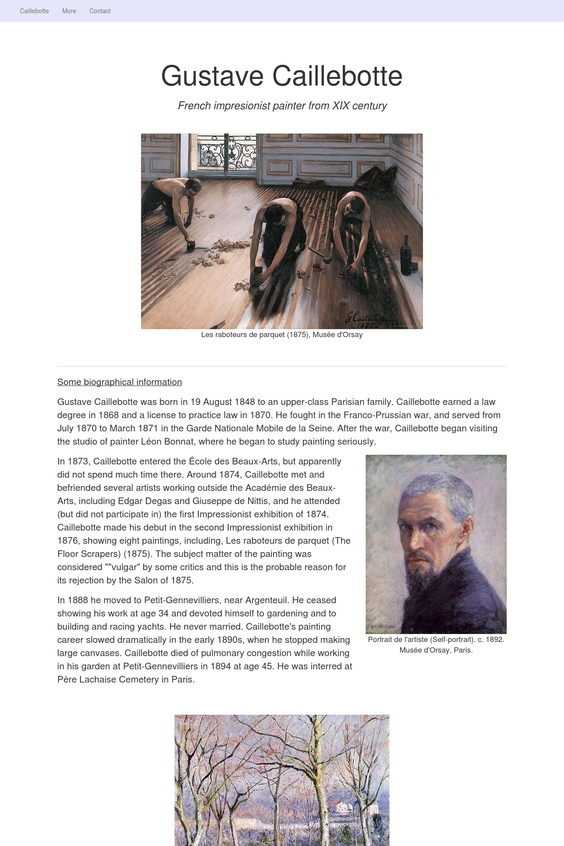 Caillebotte More Contact
Gustave Caillebotte
French impresionist painter from XIX century
Les raboteurs de parquet (1875), Musée d'Orsay
Some biographical information
Gustave Caillebotte was born in 19 August 1848 to an upper-class Parisian family. Caillebotte earned a law
degree in 1868 and a license to practice law in 1870. He fought in the Franco-Prussian war, and served from
July 1870 to March 1871 in the Garde Nationale Mobile de la Seine. After the war, Caillebotte began visiting
the studio of painter Léon Bonnat, where he began to study painting seriously.
In 1873, Caillebotte entered the École des Beaux-Arts, but apparently
did not spend much time there. Around 1874, Caillebotte met and
befriended several artists working outside the Académie des Beaux-
Arts, including Edgar Degas and Giuseppe de Nittis, and he attended
(but did not participate in) the first Impressionist exhibition of 1874.
Caillebotte made his debut in the second Impressionist exhibition in
1876, showing eight paintings, including, Les raboteurs de parquet (The
Floor Scrapers) (1875). The subject matter of the painting was
considered ""vulgar" by some critics and this is the probable reason for
its rejection by the Salon of 1875.
In 1888 he moved to Petit-Gennevilliers, near Argenteuil. He ceased
showing his work at age 34 and devoted himself to gardening and to
building and racing yachts. He never married. Caillebotte's painting
career slowed dramatically in the early 1890s, when he stopped making
large canvases. Caillebotte died of pulmonary congestion while working
in his garden at Petit-Gennevilliers in 1894 at age 45. He was interred at
Père Lachaise Cemetery in Paris.
Portrait de l'artiste (Self-portrait). c. 1892.
Musée d'Orsay, Paris.